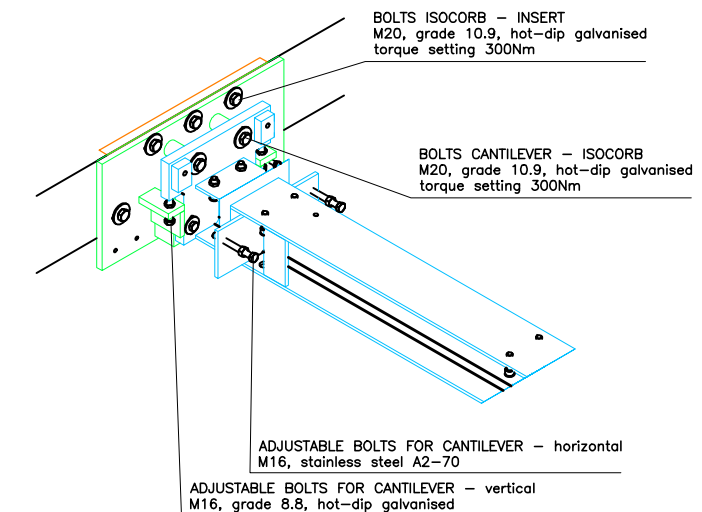 BOLTS ISOCORB – INSERT
M20, grade 10.9, hot-dip galvanised
torque setting 300Nm
BOLTS CANTILEVER – ISOCORB
M20, grade 10.9, hot-dip galvanised
torque setting 300Nm
ADJUSTABLE BOLTS FOR CANTILEVER – horizontal
M16, stainless steel A2-70
ADJUSTABLE BOLTS FOR CANTILEVER – vertical
M16, grade 8.8, hot-dip galvanised